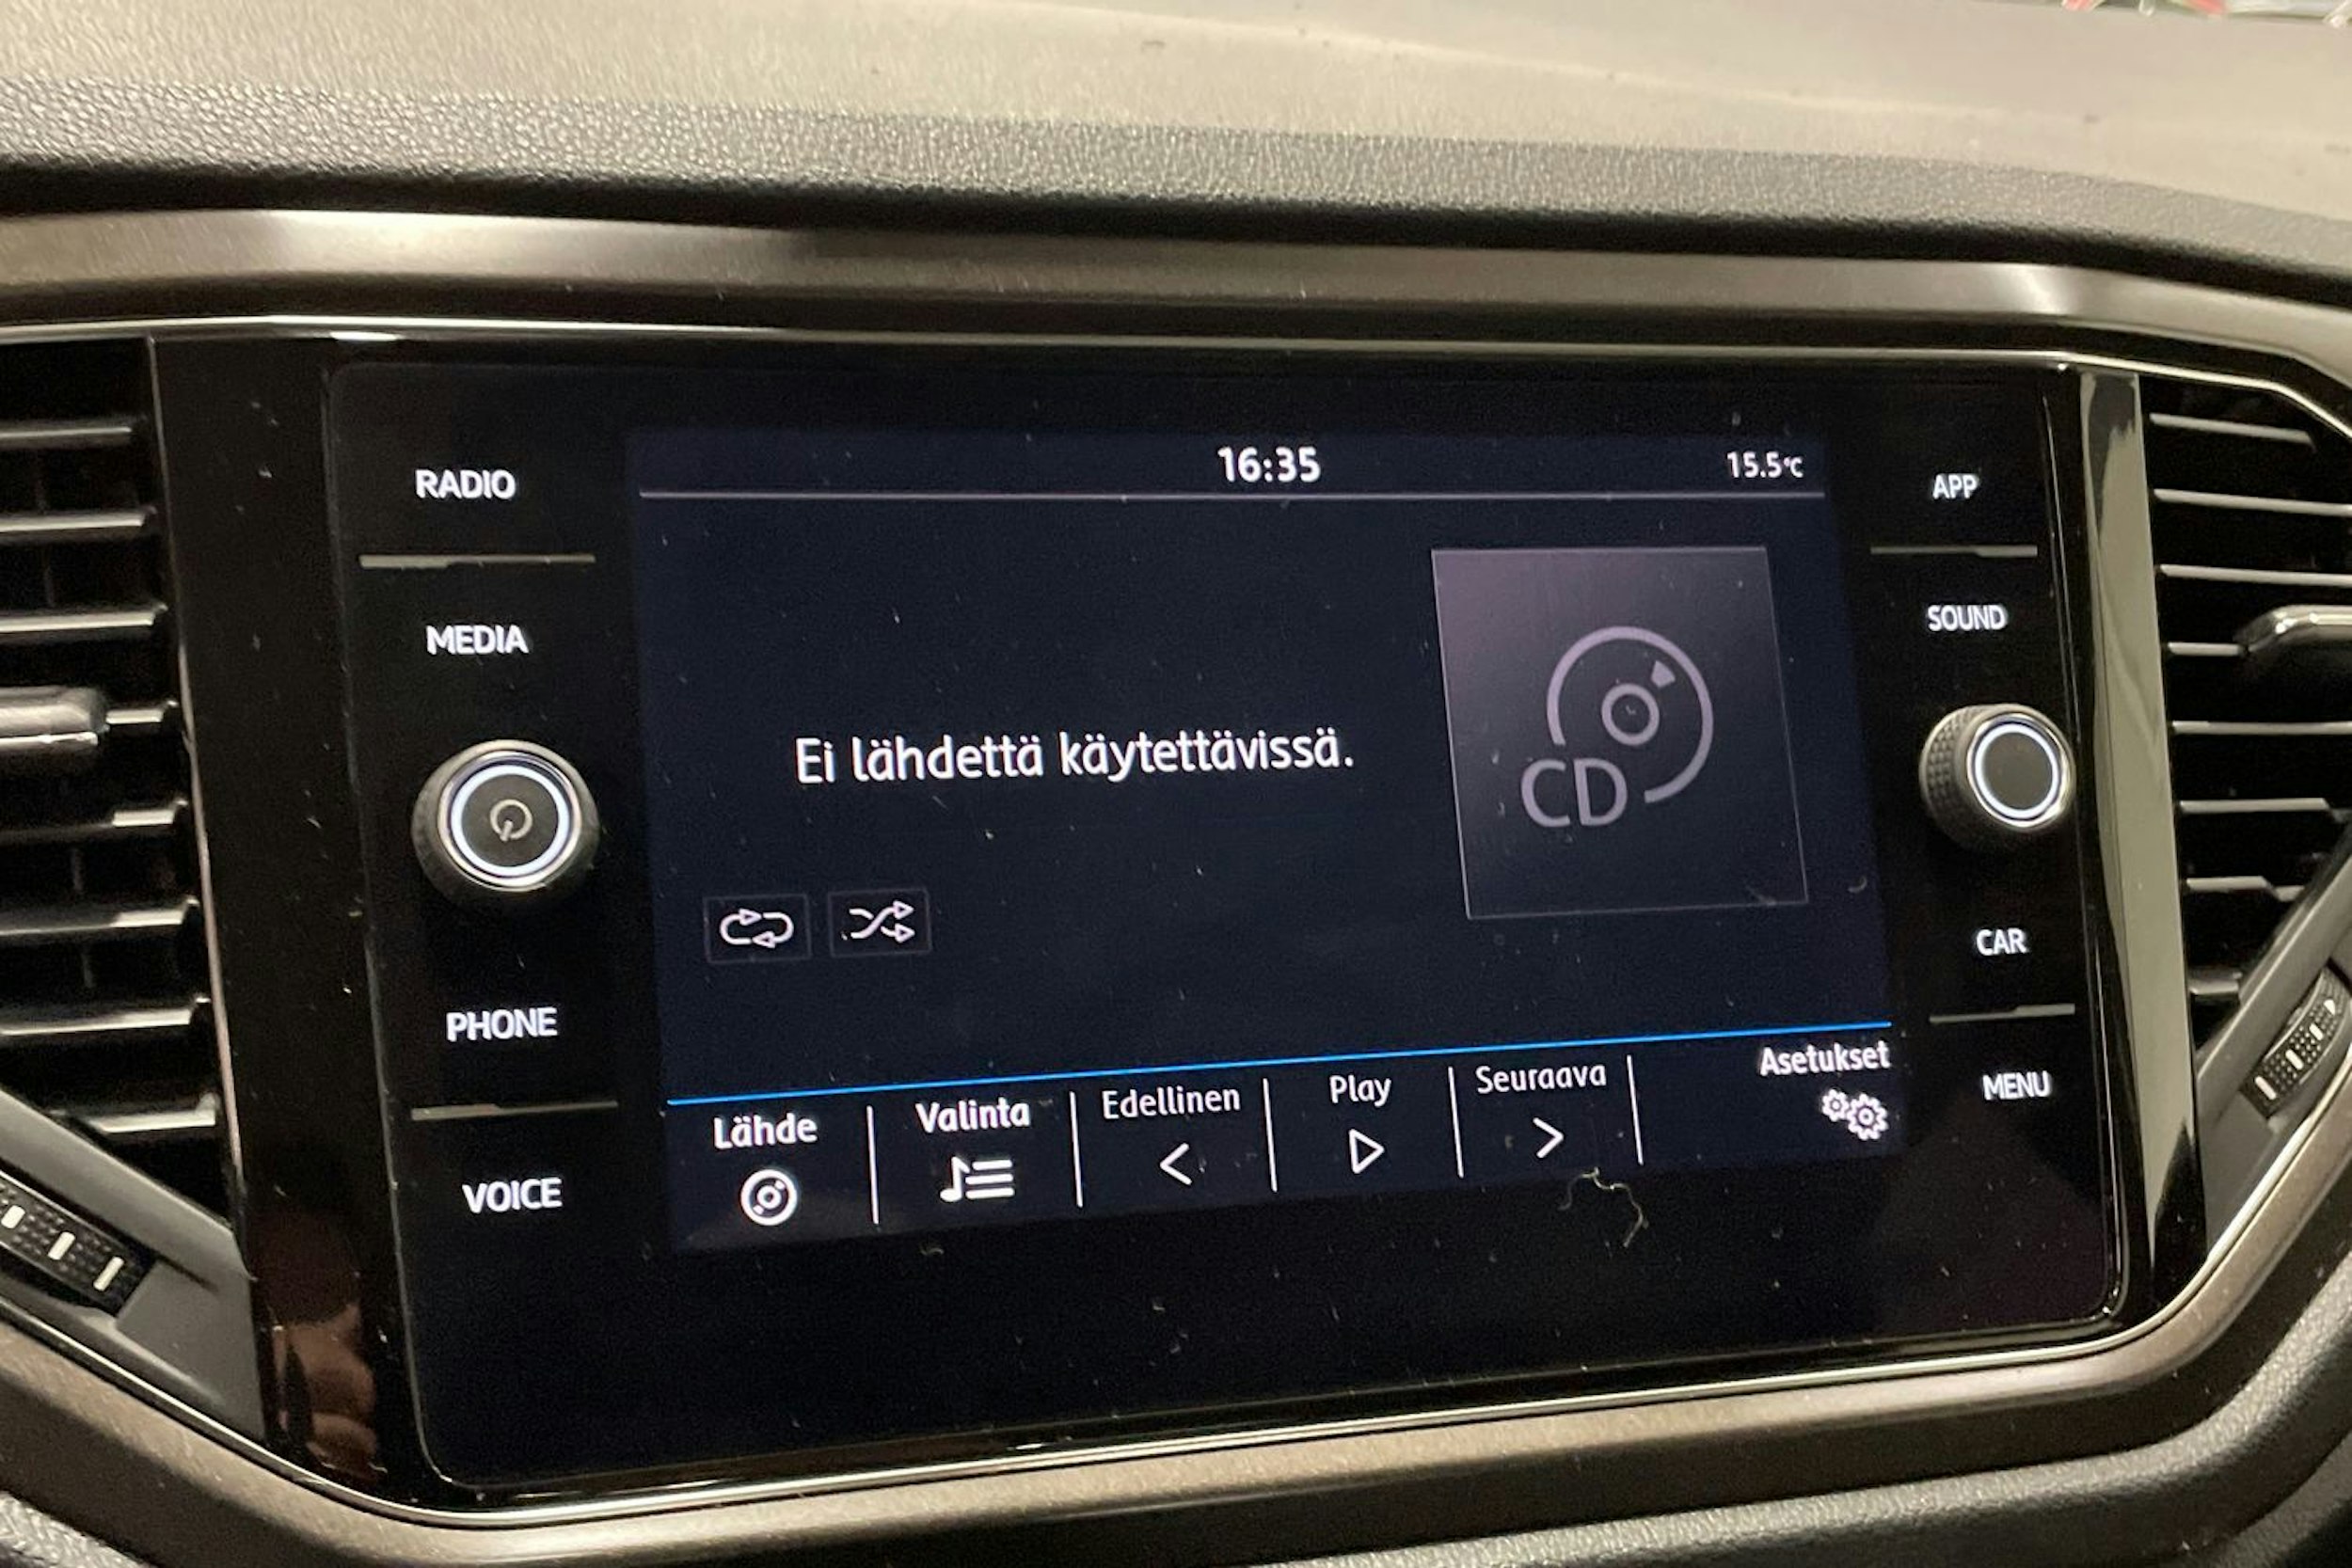 16:35
15.5°C
RADIO
APP
MEDIA
SOUND
Ei lähdettä käytettävissä.
CD
CAR
PHONE
MENU
VOICE
Lähde
Valinta
Edellinen
Play
Seuraava
Asetukset